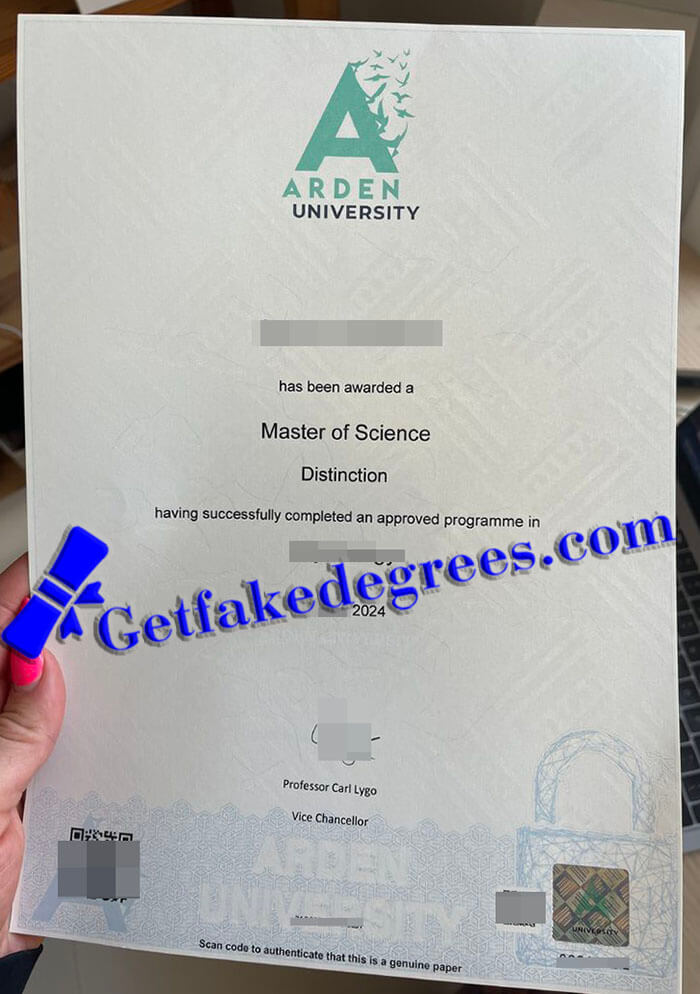 ARDEN
UNIVERSITY
has been awarded a
Master of Science
Distinction
having successfully completed an approved programme in
Getfakedegrees.com
2024
Professor Carl Lygo
Vice Chancellor
ARDEN
UNIVERSITY
UNIVERSITY
Scan code to authenticate that this is a genuine paper